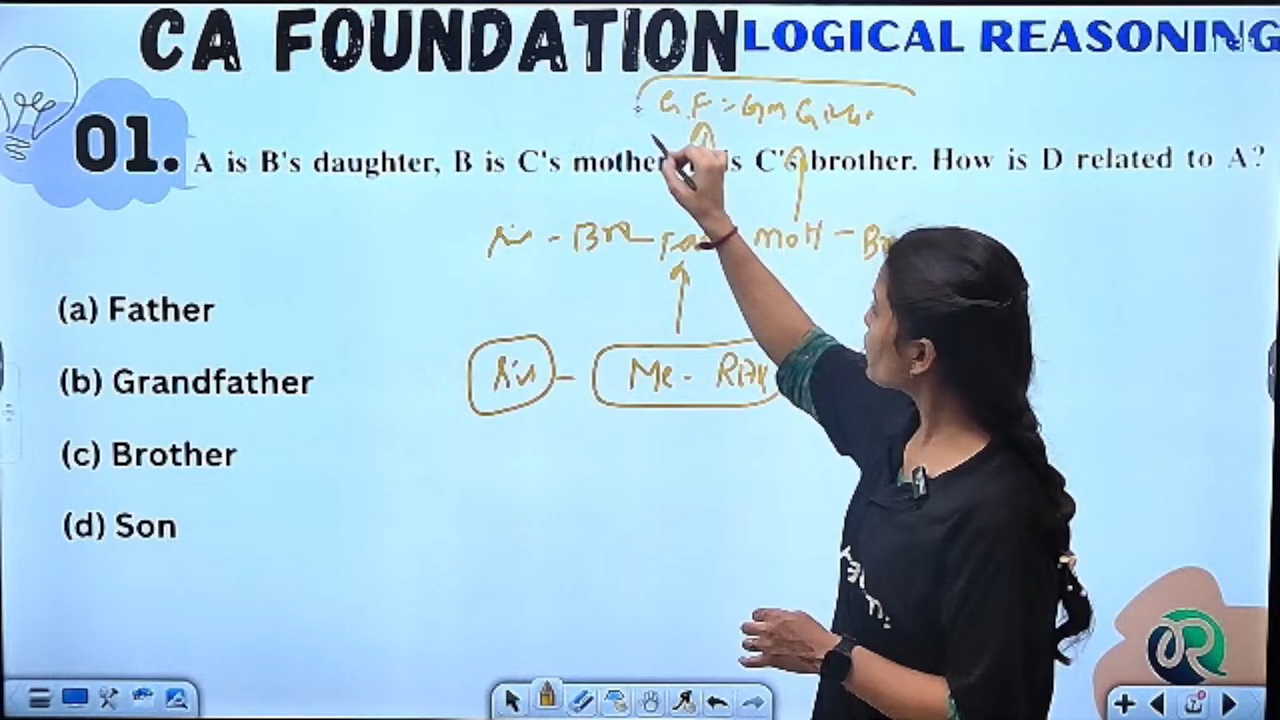 CA FOUNDATION
LOGICAL REASONING
01. A is B's daughter, B is C's mother is C's brother. How is D related to A?
MoH -
Me -
(a) Father
(b) Grandfather
(c) Brother
(d) Son